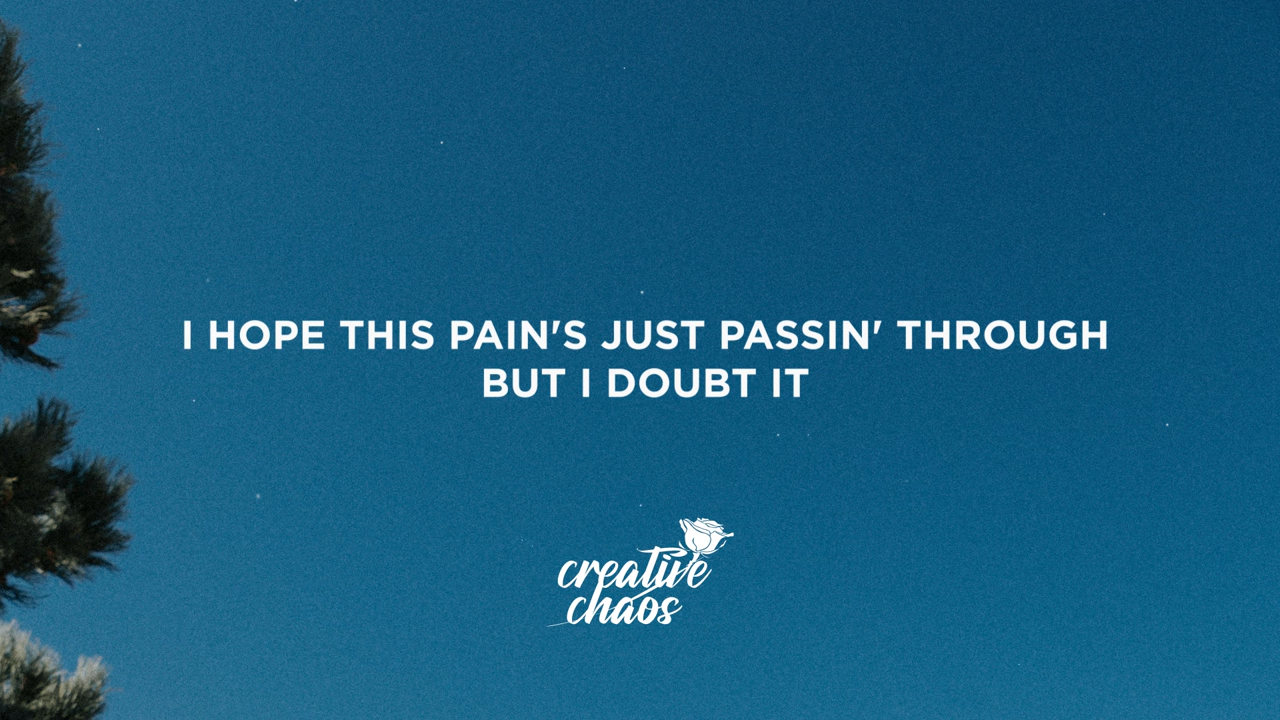 I HOPE THIS PAIN'S JUST PASSIN' THROUGH
BUT I DOUBT IT
creative
chaos